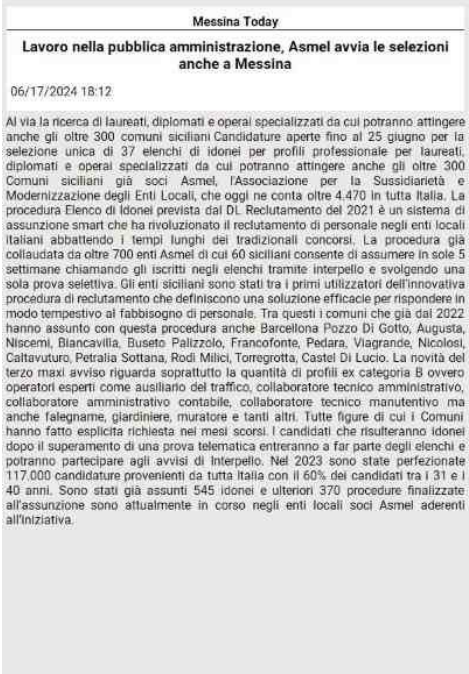 Messina Today
Lavoro nella pubblica amministrazione, Asmel avvia le selezioni
anche a Messina
06/17/2024 18:12
Al via la ricerca di laureati, diplomati e operai specializzati da cui potranno attingere
anche gli oltre 300 comuni siciliani Candidature aperte fino al 25 giugno per la
selezione unica di 37 elenchi di idonei per profili professionale per laureati,
diplomati e operai specializzati da cui potranno attingere anche gli oltre 300
Comuni siciliani già soci Asmel, l'Associazione per la Sussidiarietà e
Modernizzazione degli Enti Locali, che oggi ne conta oltre 4.470 in tutta Italia. La
procedura Elenco di Idonei prevista dal DL Reclutamento del 2021 è un sistema di
assunzione smart che ha rivoluzionato il reclutamento di personale negli enti locali
italiani abbattendo i tempi lunghi dei tradizionali concorsi. La procedura già
collaudata da oltre 700 enti Asmel di cui 60 siciliani consente di assumere in sole 5
settimane chiamando gli iscritti negli elenchi tramite interpello e svolgendo una
sola prova selettiva. Gli enti siciliani sono stati tra i primi utilizzatori dell'innovativa
procedura di reclutamento che definiscono una soluzione efficacie per rispondere in
modo tempestivo al fabbisogno di personale. Tra questi i comuni che già dal 2022
hanno assunto con questa procedura anche Barcellona Pozzo Di Gotto, Augusta,
Niscemi, Biancavilla, Buseto Palizzolo, Francofonte, Pedara, Viagrande, Nicolosi,
Caltavuturo, Petralia Sottana, Rodi Milici, Torregrotta, Castel Di Lucio. La novità del
terzo maxi avviso riguarda soprattutto la quantità di profili ex categoria B ovvero
operatori esperti come ausiliario del traffico, collaboratore tecnico amministrativo,
collaboratore amministrativo contabile, collaboratore tecnico manutentivo ma
anche falegname, giardiniere, muratore e tanti altri. Tutte figure di cui i Comuni
hanno fatto esplicita richiesta nei mesi scorsi. I candidati che risulteranno idonei
dopo il superamento di una prova telematica entreranno a far parte degli elenchi e
potranno partecipare agli avvisi di Interpello. Nel 2023 sono state perfezionate
117.000 candidature provenienti da tutta Italia con il 60% dei candidati tra i 31 e i
40 anni. Sono stati già assunti 545 idonei e ulteriori 370 procedure finalizzate
all'assunzione sono attualmente in corso negli enti locali soci Asmel aderenti
all'iniziativa.